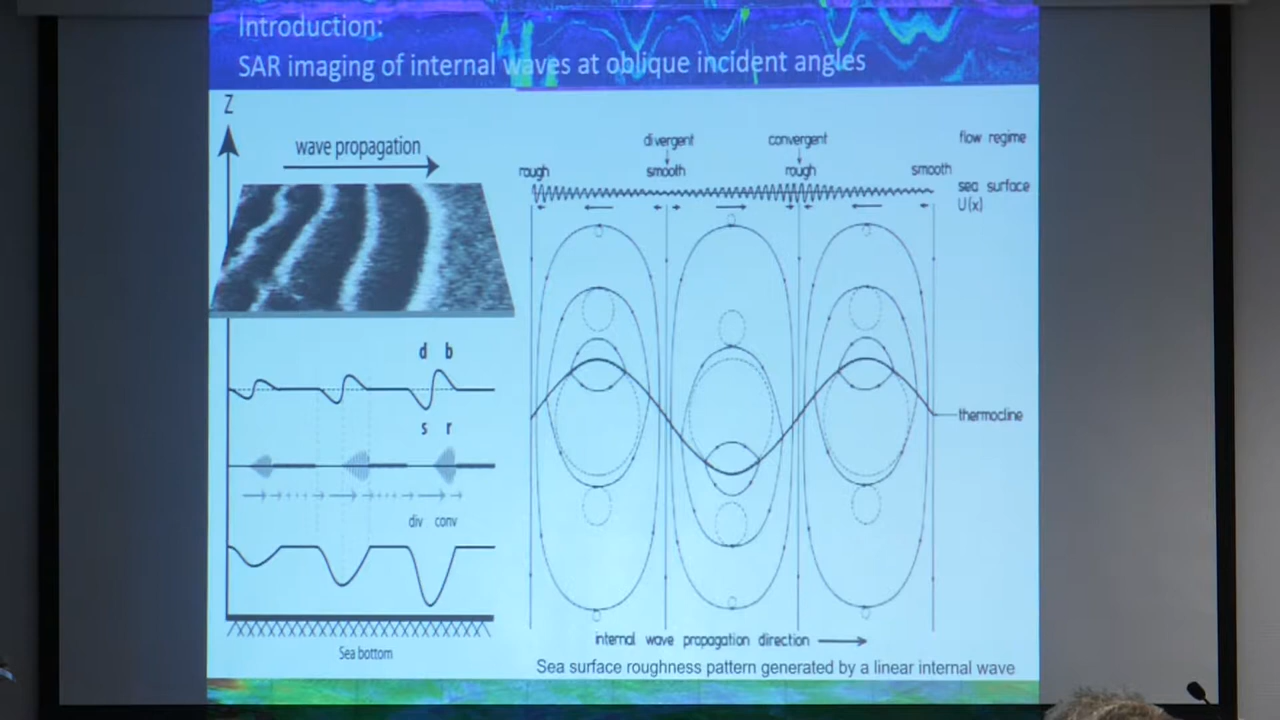 Introduction:
SAR imaging of internal waves at oblique incident angles
Z
wave propagation
d b
s r
div conv
Sea bottom
divergent convergent flow regime
rough smooth rough smooth
sea surface
U(x)
thermocline
internal wave propagation direction
Sea surface roughness pattern generated by a linear internal wave